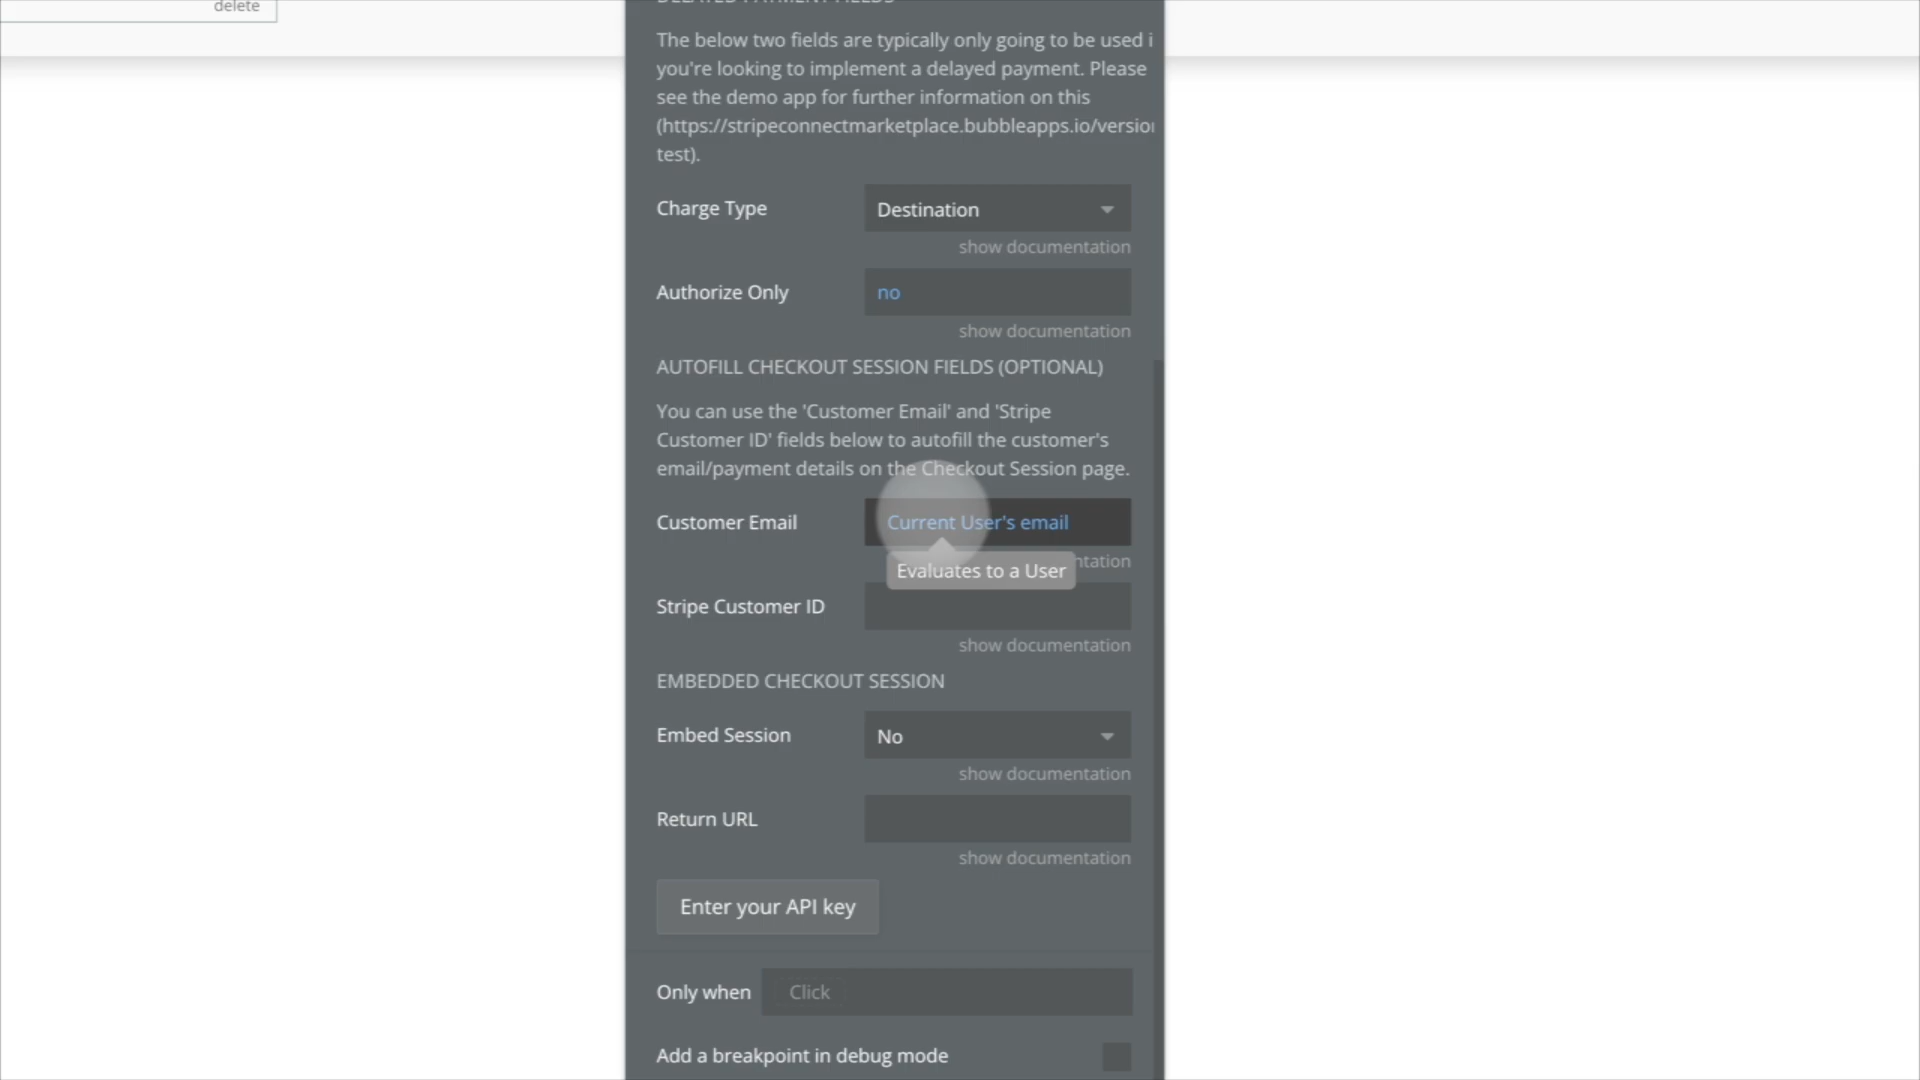 delete
DELAYED PAYMENT FIELDS
The below two fields are typically only going to be used i
you're looking to implement a delayed payment. Please
see the demo app for further information on this
(https://stripeconnectmarketplace.bubbleapps.io/version
test).
Charge Type
Destination
show documentation
Authorize Only
no
show documentation
AUTOFILL CHECKOUT SESSION FIELDS (OPTIONAL)
You can use the 'Customer Email' and 'Stripe
Customer ID' fields below to autofill the customer's
email/payment details on the Checkout Session page.
Customer Email
Current User's email
ntation
Evaluates to a User
Stripe Customer ID
show documentation
EMBEDDED CHECKOUT SESSION
Embed Session
No
show documentation
Return URL
show documentation
Enter your API key
Only when
Click
Add a breakpoint in debug mode